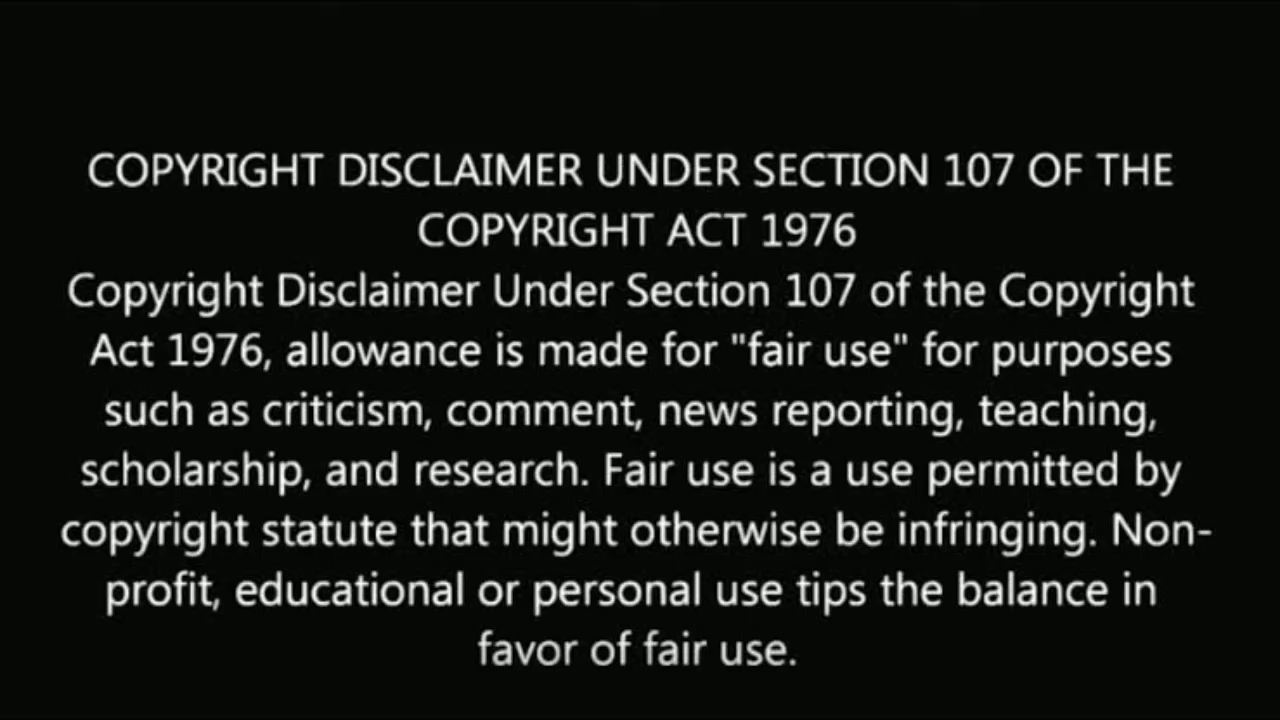 COPYRIGHT DISCLAIMER UNDER SECTION 107 OF THE
COPYRIGHT ACT 1976
Copyright Disclaimer Under Section 107 of the Copyright
Act 1976, allowance is made for "fair use" for purposes
such as criticism, comment, news reporting, teaching,
scholarship, and research. Fair use is a use permitted by
copyright statute that might otherwise be infringing. Non-
profit, educational or personal use tips the balance in
favor of fair use.